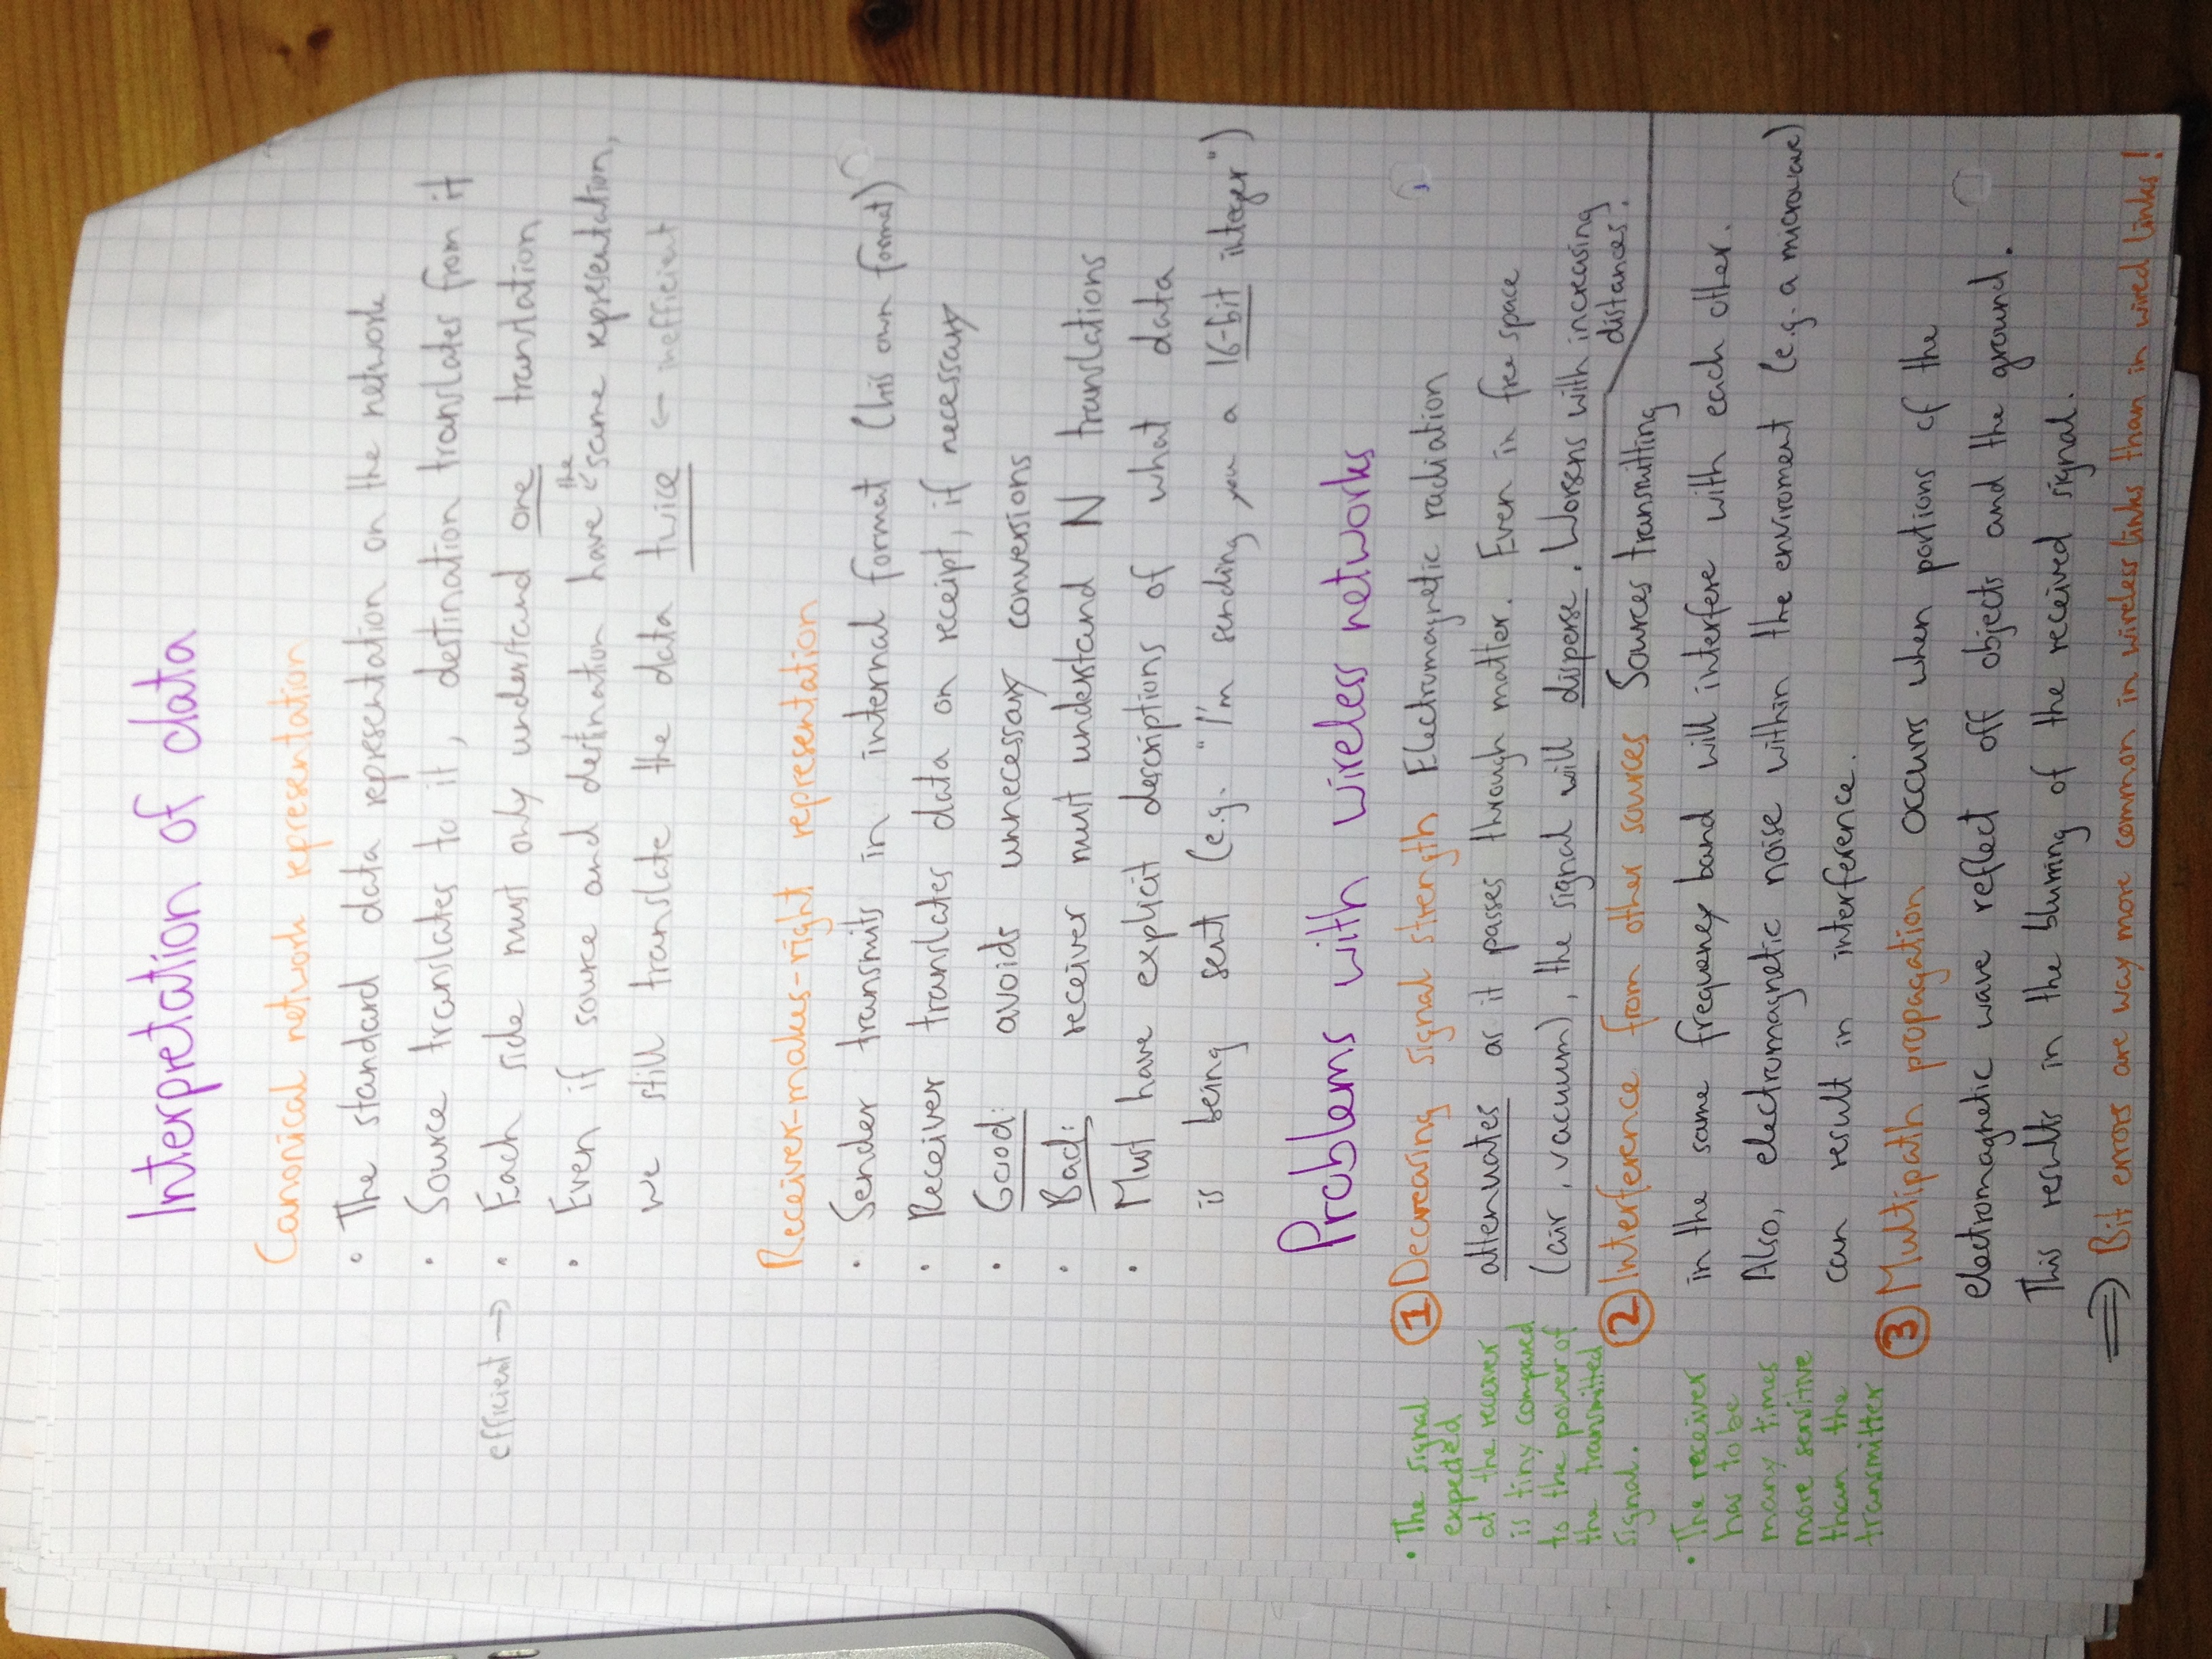 Interpretation of data
Canonical network representation
• The standard data representation on the network
• Source translates to it, destination translates from it
efficient → • Each side must only understand one translation
• Even if source and destination have the same representation,
we still translate the data twice ← inefficient
Receiver-makes-right representation
• Sender transmits in internal format (his own format)
• Receiver translates data on receipt, if necessary
• Good: avoids unnecessary conversions
• Bad: receiver must understand N translations
• Must have explicit descriptions of what data
is being sent (e.g. "I'm sending you a 16-bit integer")
Problems with wireless networks
① Decreasing signal strength Electromagnetic radiation
attenuates as it passes through matter. Even in free space
(air, vacuum), the signal will disperse. Worsens with increasing
distances!
② Interference from other sources Sources transmitting
in the same frequency band will interfere with each other.
Also, electromagnetic noise within the enviroment (e.g. a microwave)
can result in interference.
③ Multipath propagation occurs when portions of the
electromagnetic wave reflect off objects and the ground.
This results in the blurring of the received signal.
⇒ Bit errors are way more common in wireless links than in wired links!
• The signal
expected
at the receiver
is tiny compared
to the power of
the transmitted
signal.
• The receiver
has to be
many times
more sensitive
than the
transmitter